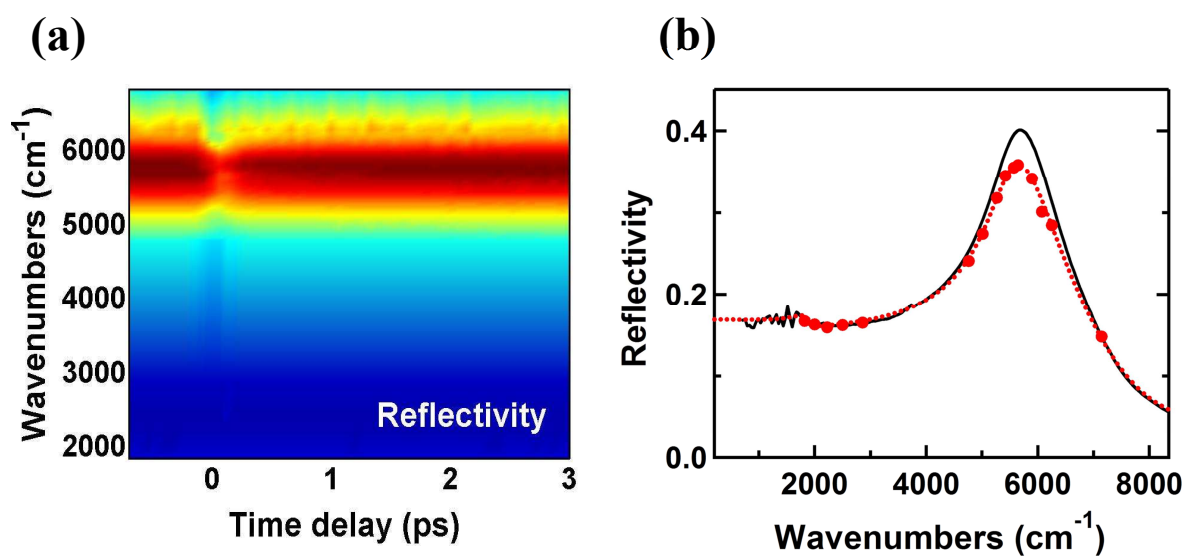 (a)
Wavenumbers (cm-1)
6000
5000
4000
3000
2000
Reflectivity
0 1 2 3
Time delay (ps)
(b)
Reflectivity
0.4
0.2
0.0
2000 4000 6000 8000
Wavenumbers (cm-1)